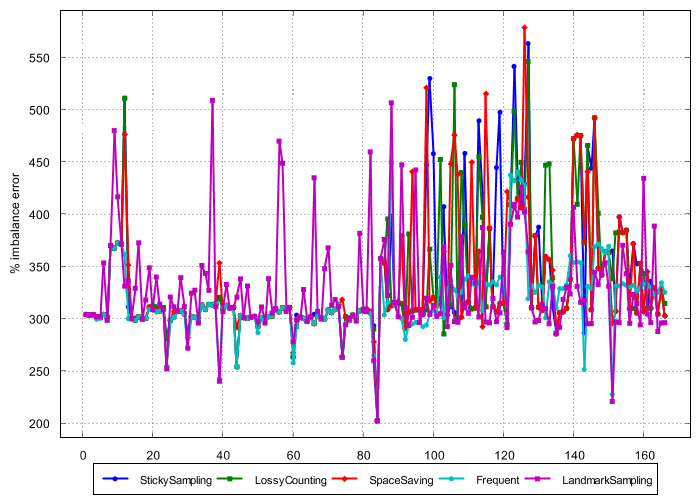 550
500
450
400
350
300
250
200
% imbalance error
0 20 40 60 80 100 120 140 160
StickySampling LossyCounting SpaceSaving Frequent LandmarkSampling